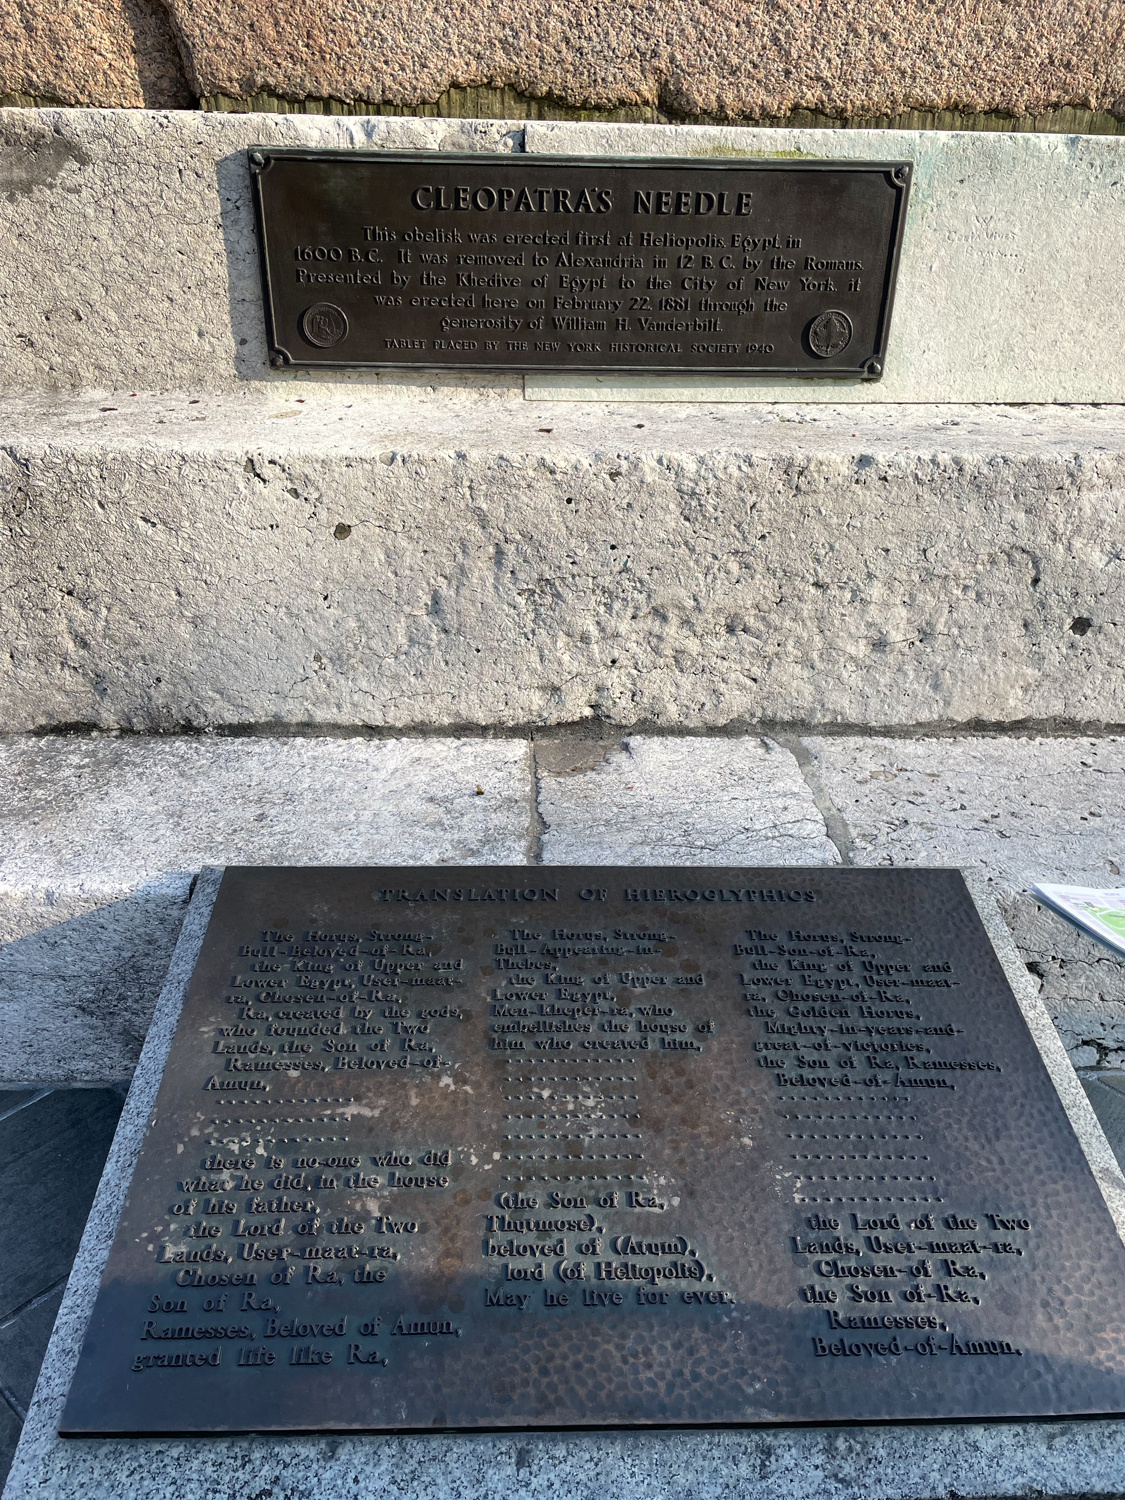 CLEOPATRA'S NEEDLE
This obelisk was erected first at Heliopolis, Egypt, in
1600 B.C. It was removed to Alexandria in 12 B.C. by the Romans.
Presented by the Khedive of Egypt to the City of New York, it
was erected here on February 22, 1881 through the
generosity of William H. Vanderbilt.
TABLET PLACED BY THE NEW YORK HISTORICAL SOCIETY 1940
TRANSLATION OF HIEROGLYPHICS
The Horus, Strong-
Bull-Beloved-of-Ra,
the King of Upper and
Lower Egypt, User-maat-
ra, Chosen-of-Ra,
Ra, created by the gods,
who founded the Two
Lands, the Son of Ra,
Ramesses, Beloved-of-
Amun,
there is no-one who did
what he did, in the house
of his father,
the Lord of the Two
Lands, User-maat-ra,
Chosen of Ra, the
Son of Ra,
Ramesses, Beloved of Amun,
granted life like Ra,
The Horus, Strong-
Bull-Appearing-in-
Thebes,
the King of Upper and
Lower Egypt,
Men-kheper-ra, who
embellishes the house of
him who created him,
(the Son of Ra,
Thutmose),
beloved of (Atum),
lord (of Heliopolis),
May he live for ever.
The Horus, Strong-
Bull-Son-of-Ra,
the King of Upper and
Lower Egypt, User-maat-
ra, Chosen-of-Ra,
the Golden Horus,
Mighty-in-years-and-
great-of-victories,
the Son of Ra, Ramesses,
Beloved-of-Amun,
the Lord of the Two
Lands, User-maat-ra,
Chosen-of Ra,
the Son of-Ra,
Ramesses,
Beloved-of-Amun,